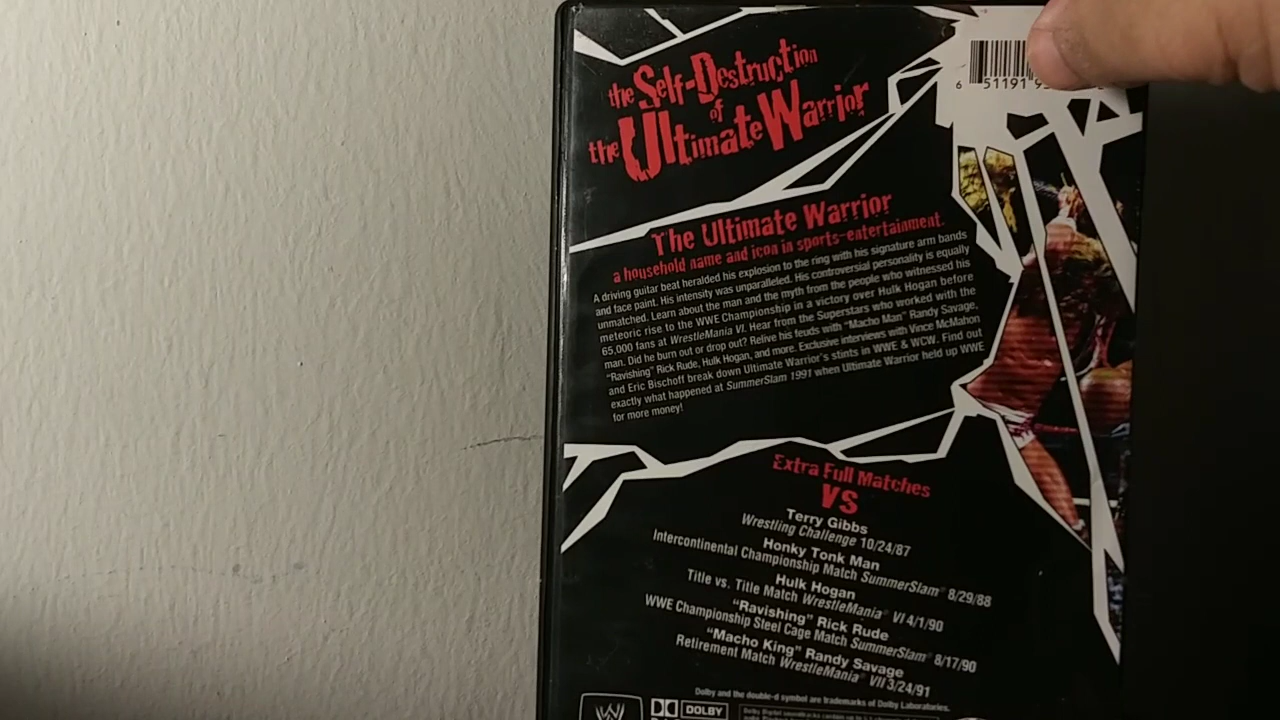 the Self-Destruction
of
the Ultimate Warrior
6 51191 9
The Ultimate Warrior
a household name and icon in sports-entertainment.
A driving guitar beat heralded his explosion to the ring with his signature arm bands
and face paint. His intensity was unparalleled. His controversial personality is equally
unmatched. Learn about the man and the myth from the people who witnessed his
meteoric rise to the WWE Championship in a victory over Hulk Hogan before
65,000 fans at WrestleMania VI. Hear from the Superstars who worked with the
man. Did he burn out or drop out? Relive his feuds with "Macho Man" Randy Savage,
"Ravishing" Rick Rude, Hulk Hogan, and more. Exclusive interviews with Vince McMahon
and Eric Bischoff break down Ultimate Warrior's stints in WWE & WCW. Find out
exactly what happened at SummerSlam 1991 when Ultimate Warrior held up WWE
for more money!
Extra Full Matches
VS
Terry Gibbs
Wrestling Challenge 10/24/87
Honky Tonk Man
Intercontinental Championship Match SummerSlam® 8/29/88
Hulk Hogan
Title vs. Title Match WrestleMania® VI 4/1/90
"Ravishing" Rick Rude
WWE Championship Steel Cage Match SummerSlam® 8/17/90
"Macho King" Randy Savage
Retirement Match WrestleMania® VII 3/24/91
Dolby and the double-d symbol are trademarks of Dolby Laboratories.
W
DOLBY